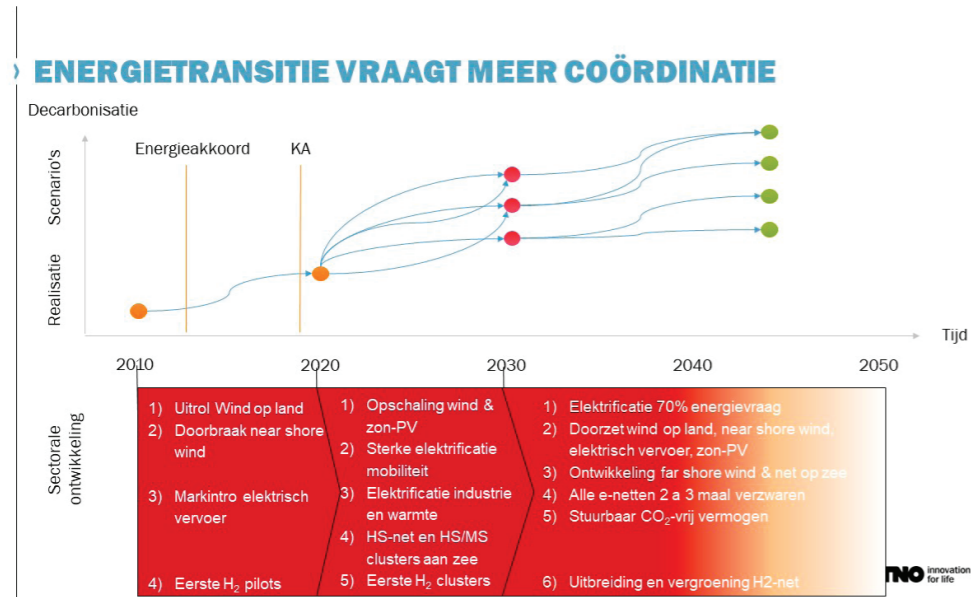 ENERGIETRANSITIE VRAAGT MEER COÖRDINATIE
Decarbonisatie
Energieakkoord
KA
Scenario's
Realisatie
Tijd
2010
2020
2030
2040
2050
Sectorale
ontwikkeling
1) Uitrol Wind op land
2) Doorbraak near shore
wind
3) Markintro elektrisch
vervoer
4) Eerste H₂ pilots
1) Opschaling wind &
zon-PV
2) Sterke elektrificatie
mobiliteit
3) Elektrificatie industrie
en warmte
4) HS-net en HS/MS
clusters aan zee
5) Eerste H₂ clusters
1) Elektrificatie 70% energievraag
2) Doorzet wind op land, near shore wind,
elektrisch vervoer, zon-PV
3) Ontwikkeling far shore wind & net op zee
4) Alle e-netten 2 a 3 maal verzwaren
5) Stuurbaar CO₂-vrij vermogen
6) Uitbreiding en vergroening H2-net
TNO innovation
for life